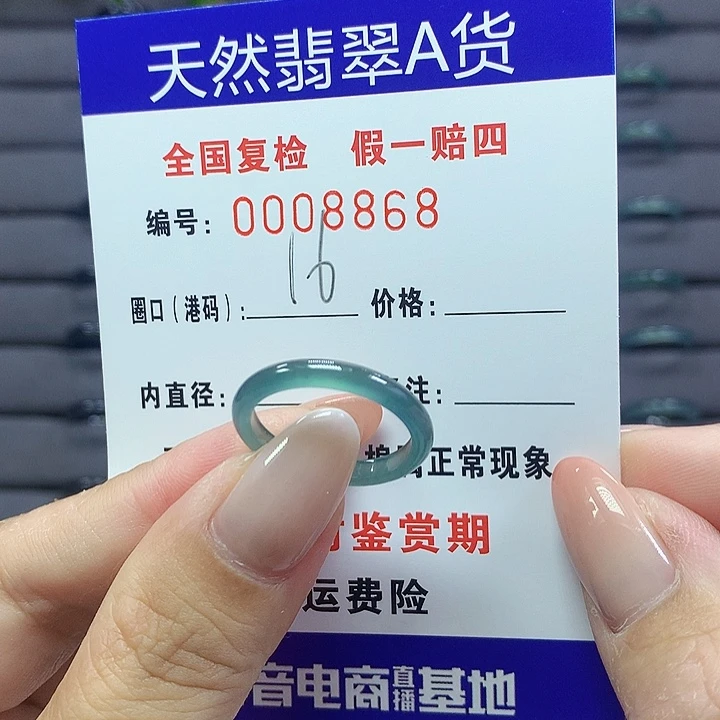 天然翡翠A货
全国复检 假一赔四
编号: 0008868
圈口(港码): 16 价格:
内直径: 注:
正常现象
鉴赏期
运费险
音电商直播基地